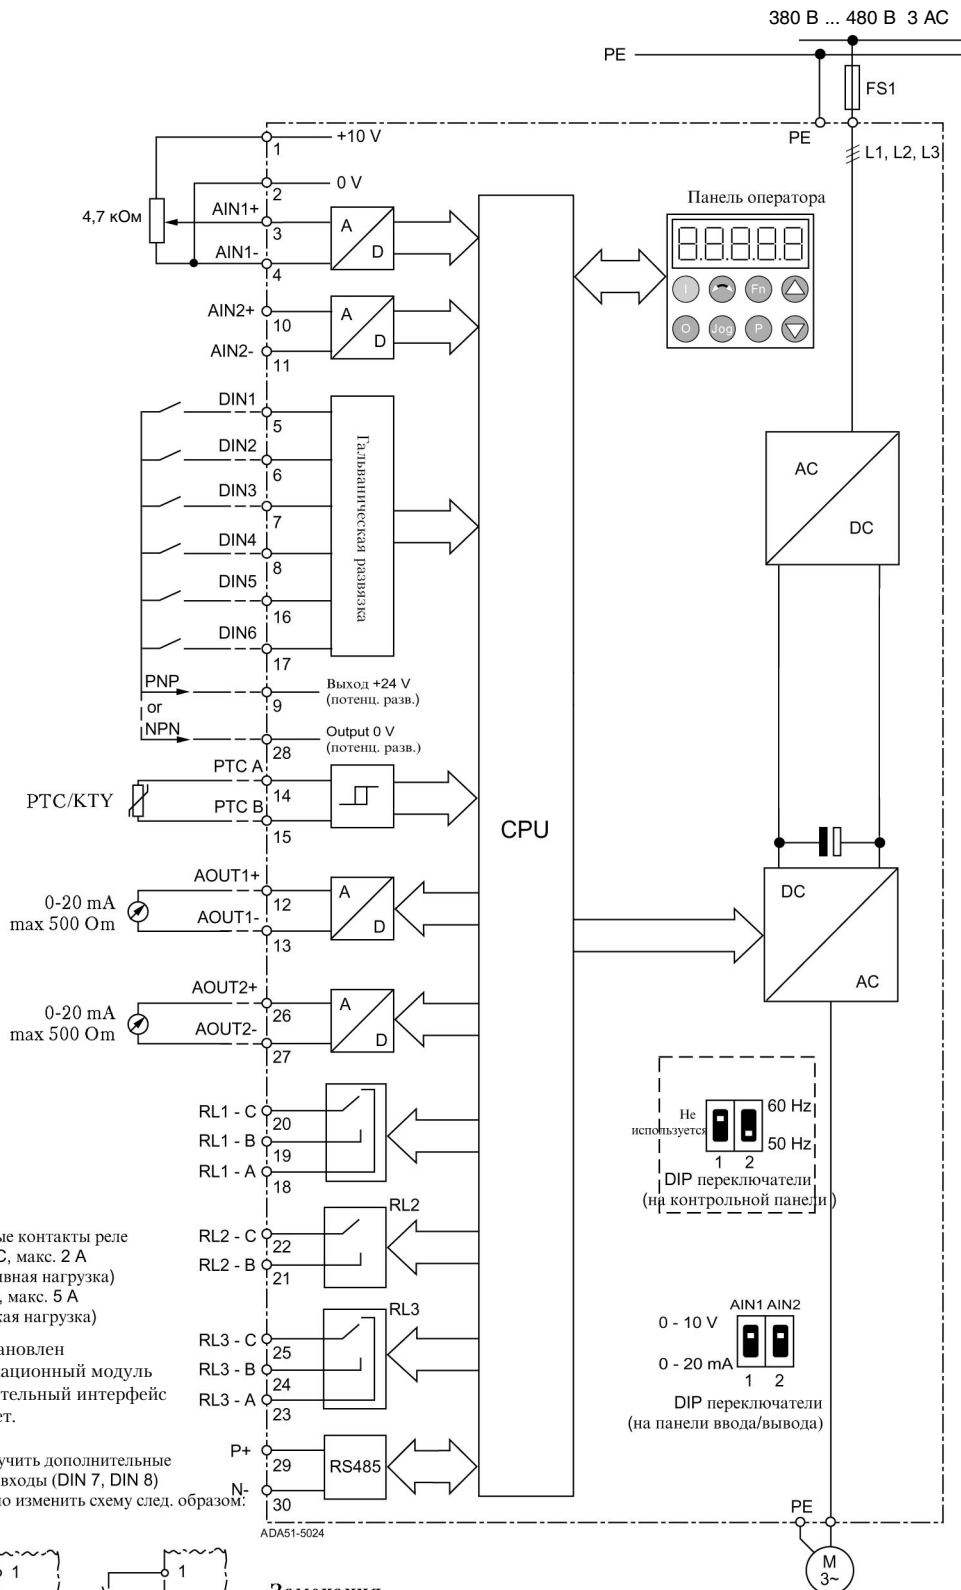 380 В ... 480 В 3 AC
PE
FS1
PE
L1, L2, L3
+10 V
1
0 V
2
4,7 кОм
AIN1+
3
AIN1-
4
A
D
Панель оператора
I
Fn
O
Jog
P
AIN2+
10
AIN2-
11
A
D
DIN1
5
DIN2
6
DIN3
7
DIN4
8
DIN5
16
DIN6
17
Гальваническая развязка
AC
DC
PNP
9
Выход +24 V
(потенц. разв.)
or
NPN
28
Output 0 V
(потенц. разв.)
PTC/KTY
PTC A
14
PTC B
15
CPU
0-20 mA
max 500 Om
AOUT1+
12
AOUT1-
13
A
D
DC
AC
0-20 mA
max 500 Om
AOUT2+
26
AOUT2-
27
A
D
RL1 - C
20
RL1 - B
19
RL1 - A
18
Не
используется
60 Hz
50 Hz
1 2
DIP переключатели
(на контрольной панели)
RL2
RL2 - C
22
RL2 - B
21
ые контакты реле
С, макс. 2 А
ивная нагрузка)
, макс. 5 А
кая нагрузка)
RL3
RL3 - C
25
RL3 - B
24
RL3 - A
23
AIN1 AIN2
0 - 10 V
0 - 20 mA
1 2
DIP переключатели
(на панели ввода/вывода)
ановлен
ационный модуль
тельный интерфейс
ет.
P+
29
N-
30
RS485
учить дополнительные
входы (DIN 7, DIN 8)
о изменить схему след. образом:
ADA51-5024
PE
M
3~
1
1